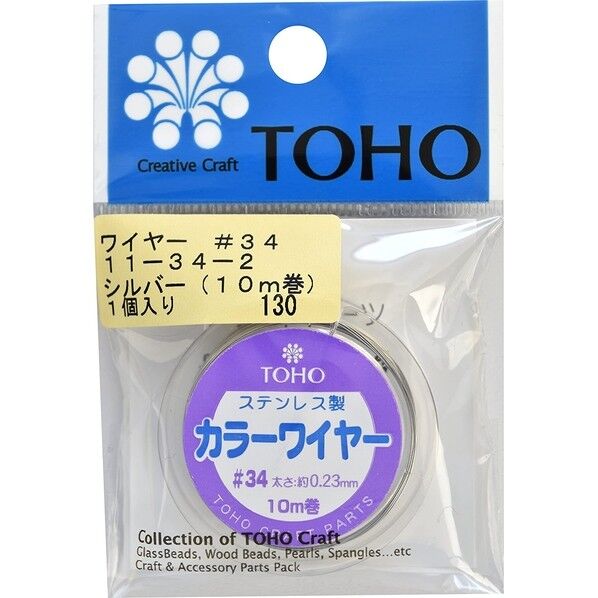 Creative Craft
TOHO
ワイヤー ＃３４
１１－３４－２
シルバー（１０ｍ巻）
１個入り 130
TOHO
ステンレス製
カラーワイヤー
#34 太さ:約0.23mm
10m巻
TOHO CRAFT PARTS
Collection of TOHO Craft
GlassBeads, Wood Beads, Pearls, Spangles...etc
Craft & Accessory Parts Pack